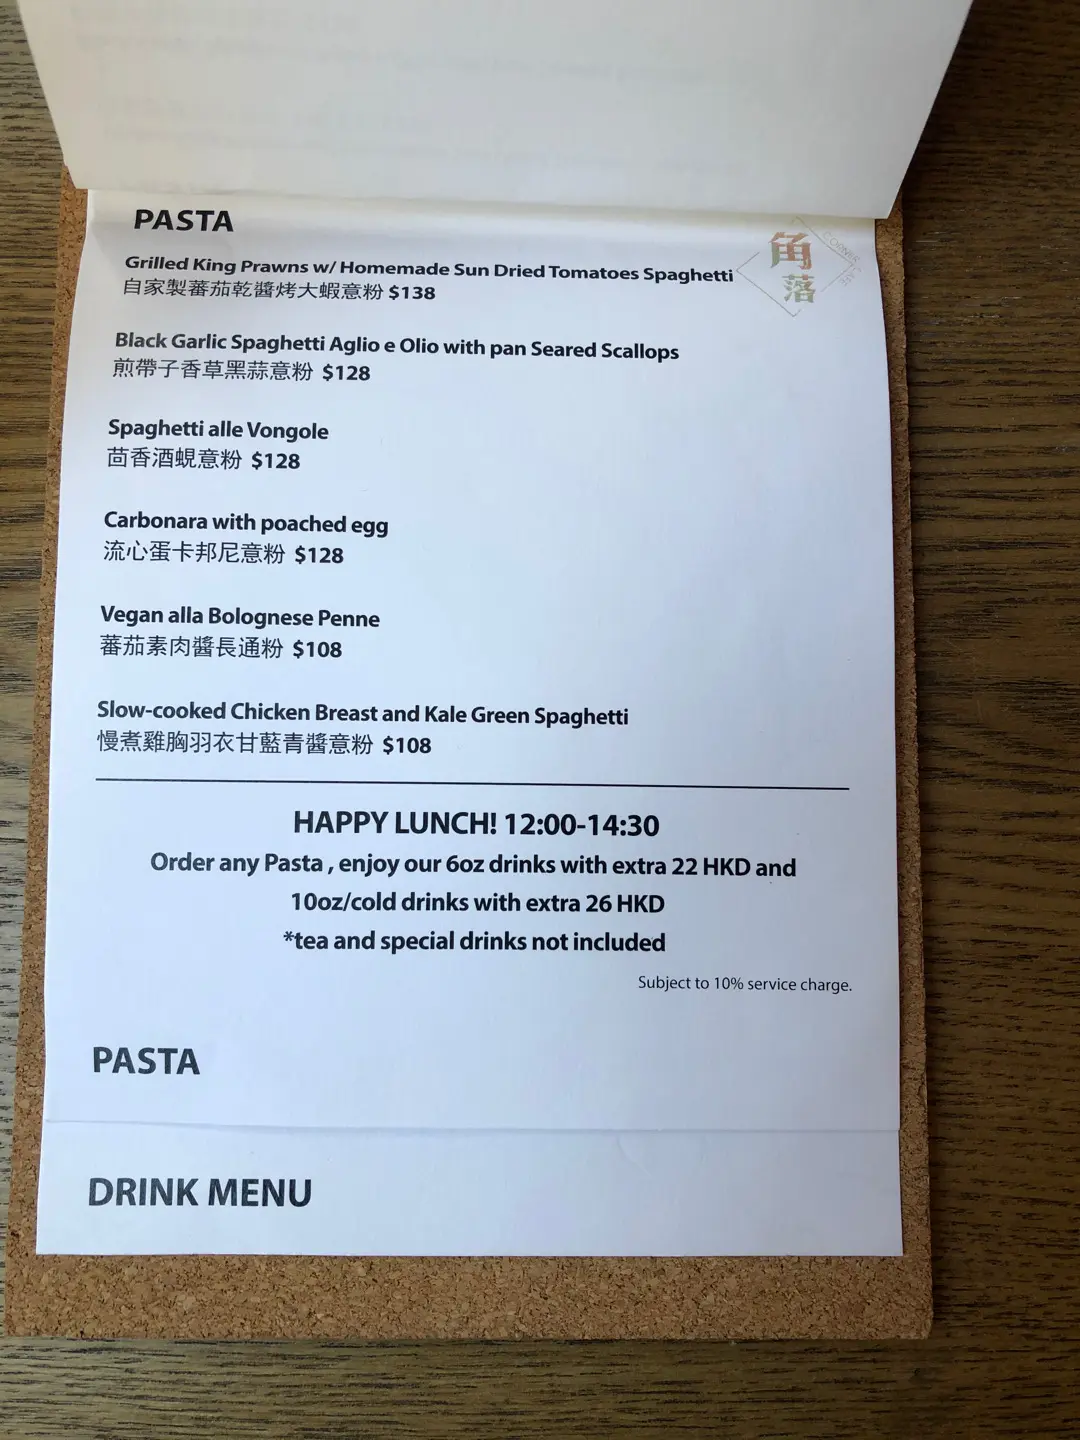 PASTA
角落
Grilled King Prawns w/ Homemade Sun Dried Tomatoes Spaghetti
自家製蕃茄乾醬烤大蝦意粉 $138
Black Garlic Spaghetti Aglio e Olio with pan Seared Scallops
煎帶子香草黑蒜意粉 $128
Spaghetti alle Vongole
茴香酒蜆意粉 $128
Carbonara with poached egg
流心蛋卡邦尼意粉 $128
Vegan alla Bolognese Penne
蕃茄素肉醬長通粉 $108
Slow-cooked Chicken Breast and Kale Green Spaghetti
慢煮雞胸羽衣甘藍青醬意粉 $108
HAPPY LUNCH! 12:00-14:30
Order any Pasta , enjoy our 6oz drinks with extra 22 HKD and
10oz/cold drinks with extra 26 HKD
*tea and special drinks not included
Subject to 10% service charge.
PASTA
DRINK MENU